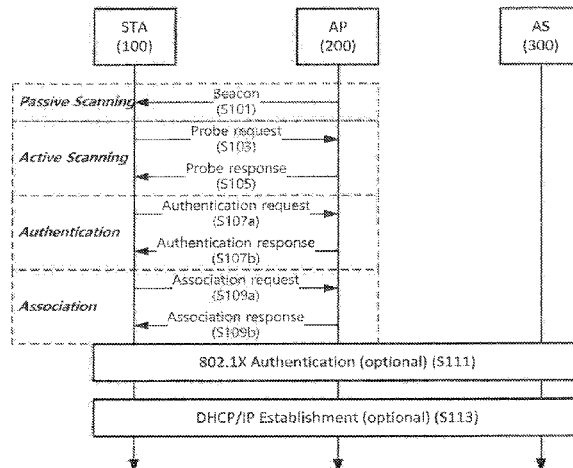 STA
(100)
AP
(200)
AS
(300)
Passive Scanning
Beacon
(S101)
Active Scanning
Probe request
(S103)
Probe response
(S105)
Authentication
Authentication request
(S107a)
Authentication response
(S107b)
Association
Association request
(S109a)
Association response
(S109b)
802.1X Authentication (optional) (S111)
DHCP/IP Establishment (optional) (S113)